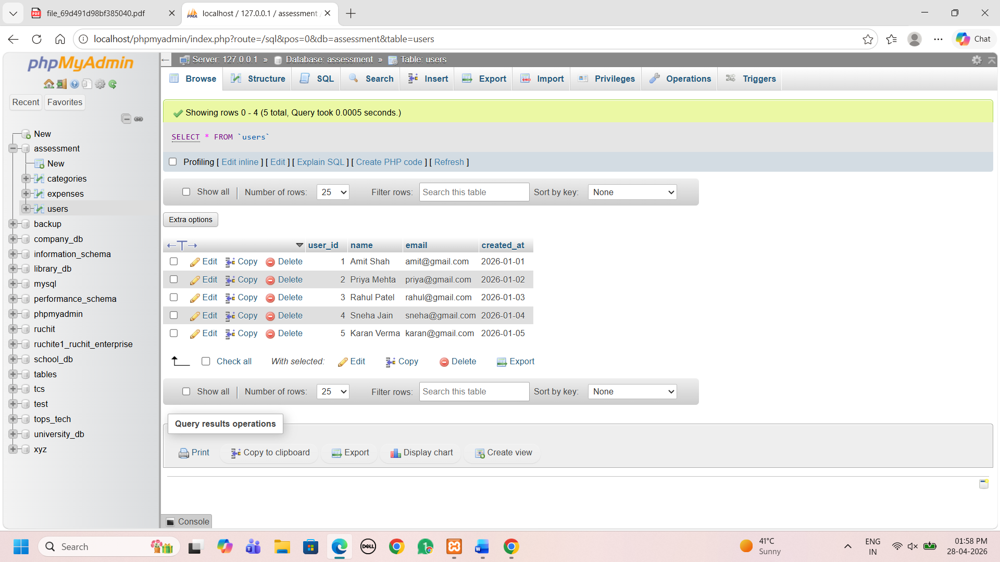 file_69d491d98bf385040.pdf
localhost / 127.0.0.1 / assessment
localhost/phpmyadmin/index.php?route=/sql&pos=0&db=assessment&table=users
Chat
phpMyAdmin
Recent Favorites
New
assessment
New
categories
expenses
users
backup
company_db
information_schema
library_db
mysql
performance_schema
phpmyadmin
ruchit
ruchite1_ruchit_enterprise
school_db
tables
tcs
test
tops_tech
university_db
xyz
Server: 127.0.0.1 » Database: assessment » Table: users
Browse Structure SQL Search Insert Export Import Privileges Operations Triggers
Showing rows 0 - 4 (5 total, Query took 0.0005 seconds.)
SELECT * FROM `users`
Profiling [ Edit inline ] [ Edit ] [ Explain SQL ] [ Create PHP code ] [ Refresh ]
Show all | Number of rows: 25 Filter rows: Search this table Sort by key: None
Extra options
←T→ user_id name email created_at
Edit Copy Delete 1 Amit Shah amit@gmail.com 2026-01-01
Edit Copy Delete 2 Priya Mehta priya@gmail.com 2026-01-02
Edit Copy Delete 3 Rahul Patel rahul@gmail.com 2026-01-03
Edit Copy Delete 4 Sneha Jain sneha@gmail.com 2026-01-04
Edit Copy Delete 5 Karan Verma karan@gmail.com 2026-01-05
Check all With selected: Edit Copy Delete Export
Show all | Number of rows: 25 Filter rows: Search this table Sort by key: None
Query results operations
Print Copy to clipboard Export Display chart Create view
Console
Search
DELL
41°C
Sunny
ENG
IN
01:58 PM
28-04-2026